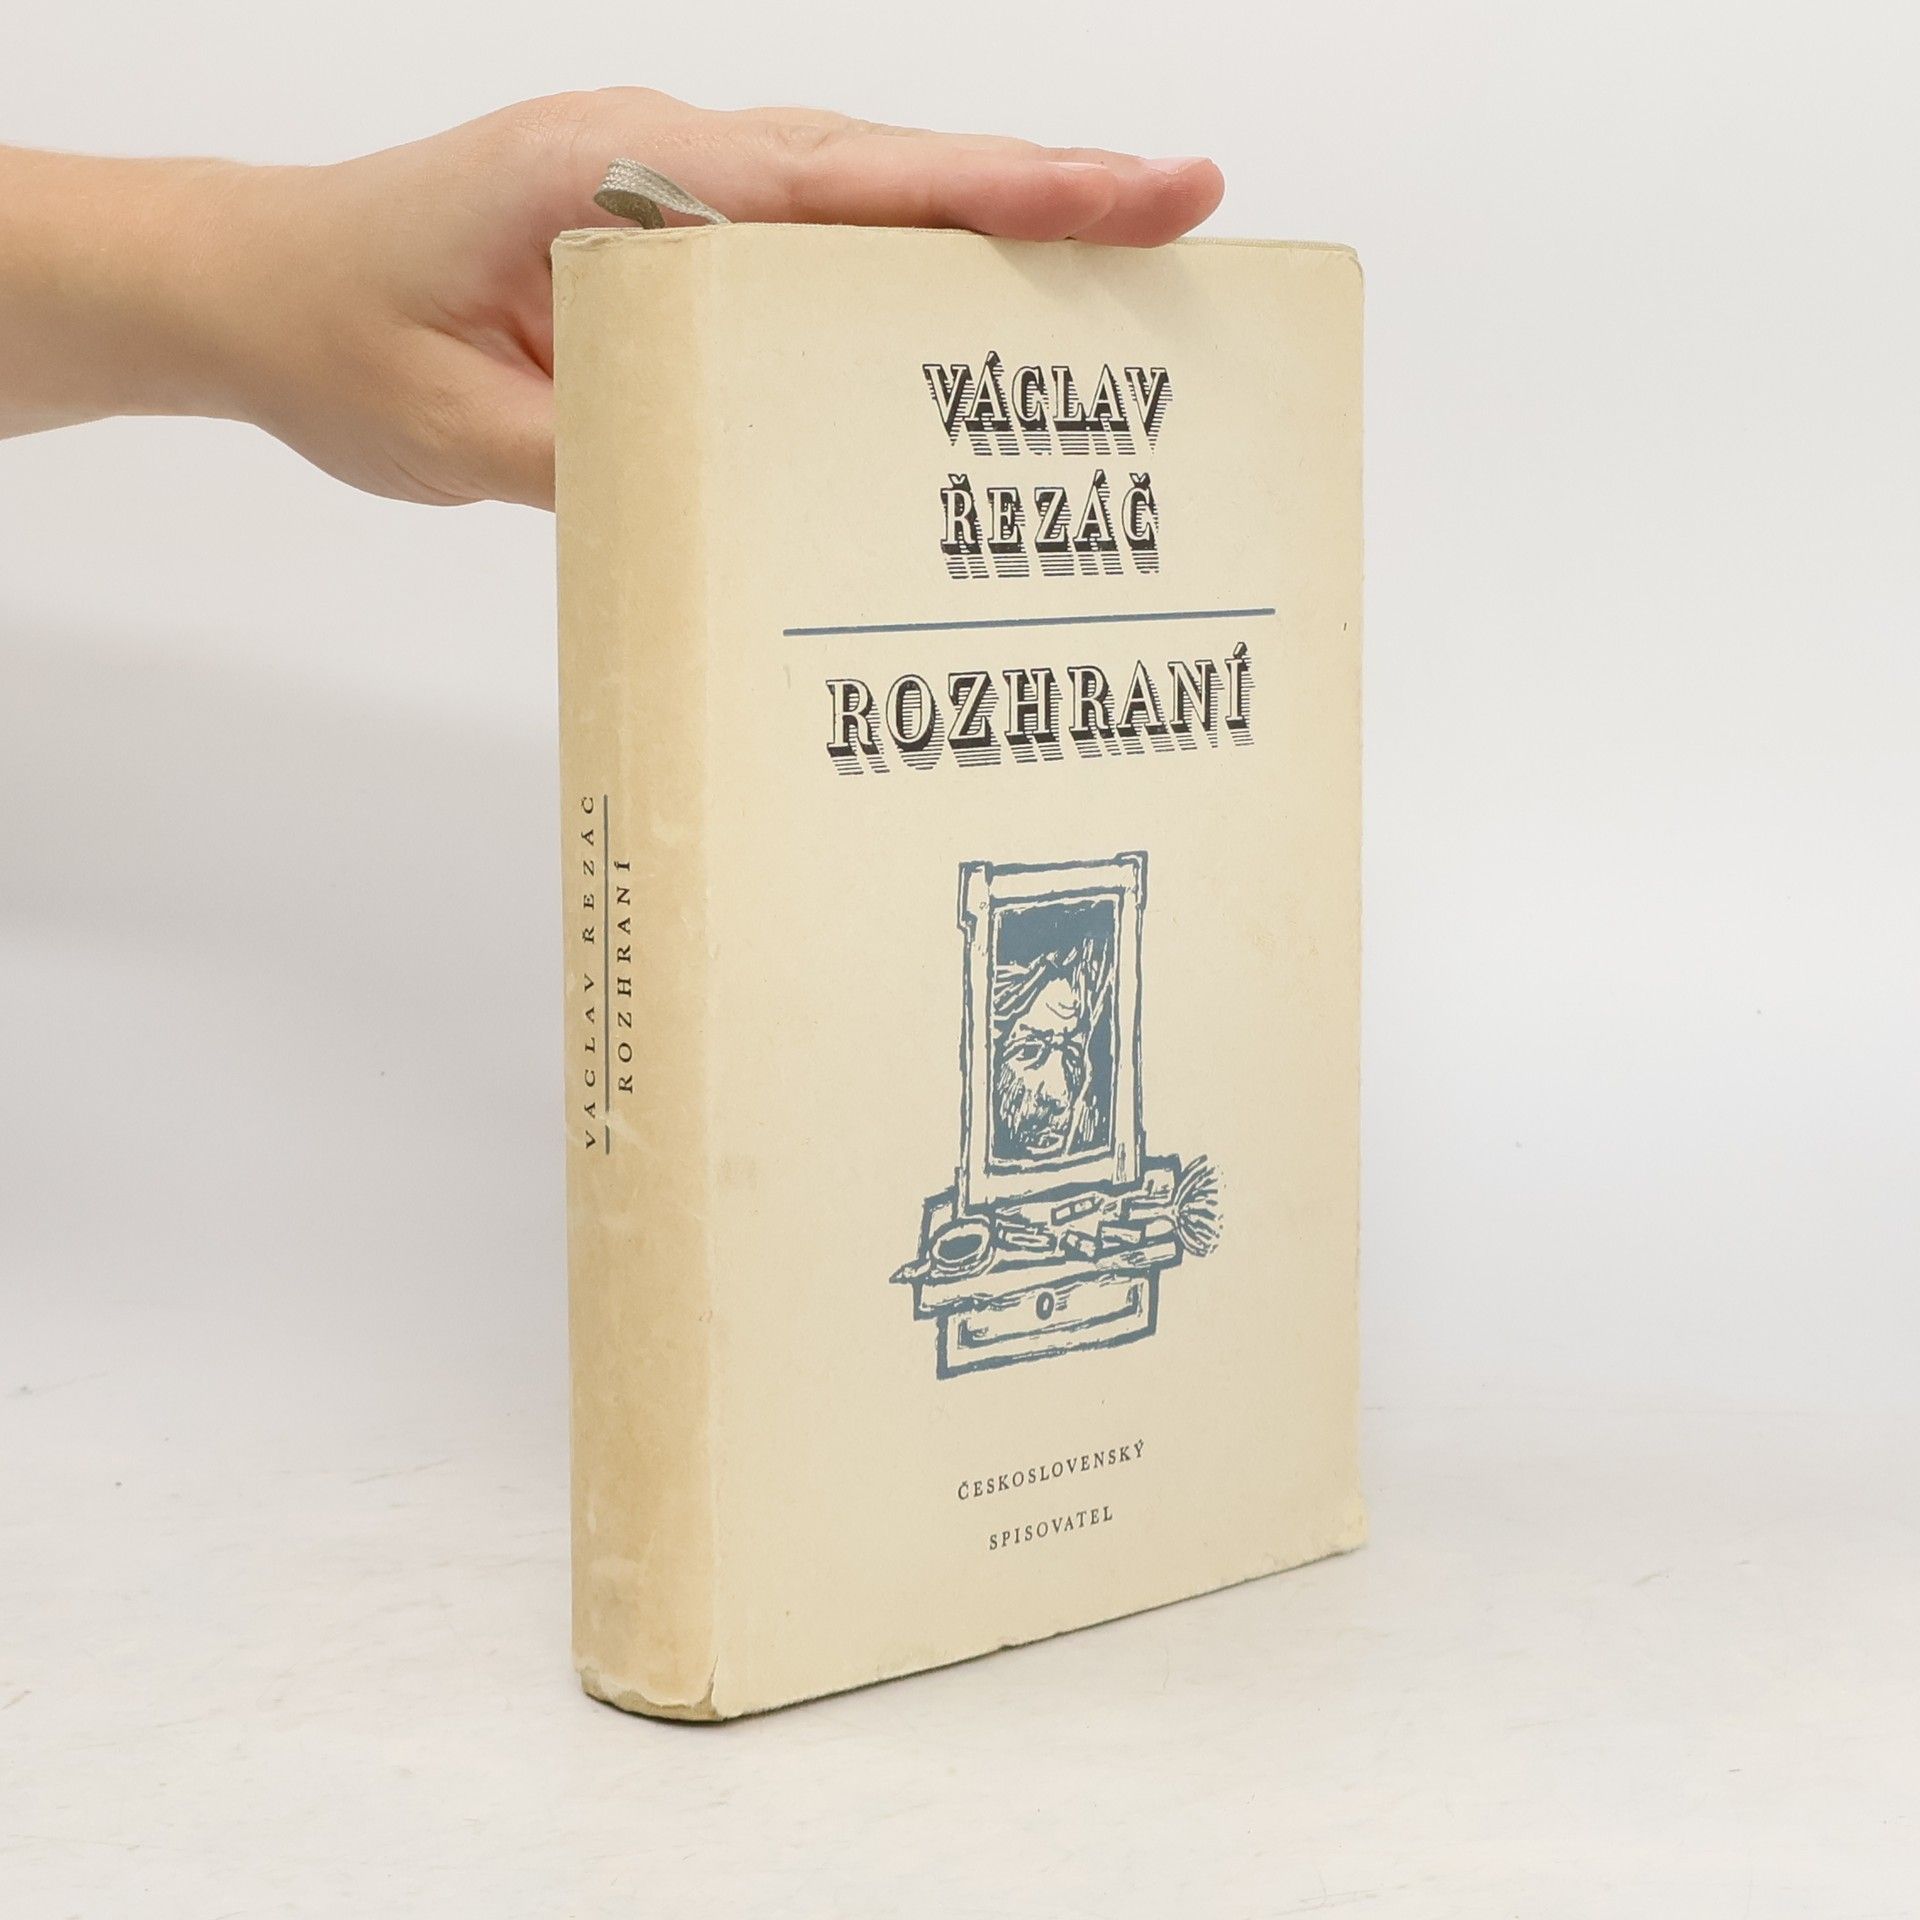 VÁCLAV
ŘEZÁČ
ROZHRANÍ
ČESKOSLOVENSKÝ
SPISOVATEL
VÁCLAV ŘEZÁČ
ROZHRANÍ